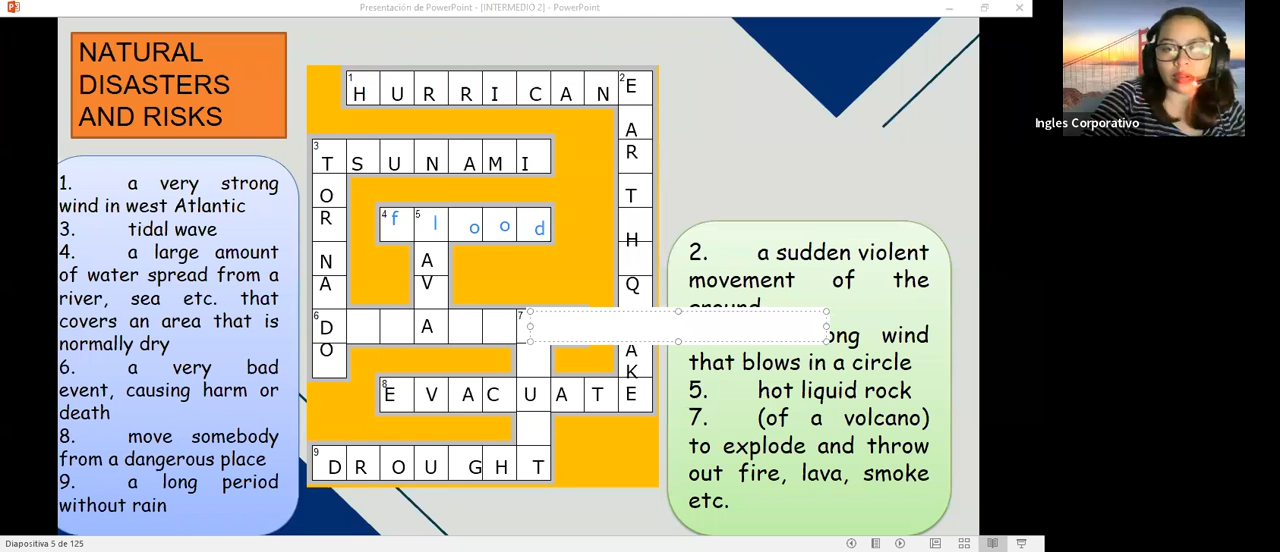 Presentación de PowerPoint - [INTERMEDIO 2] - PowerPoint
NATURAL
DISASTERS
AND RISKS
1. a very strong
wind in west Atlantic
3. tidal wave
4. a large amount
of water spread from a
river, sea etc. that
covers an area that is
normally dry
6. a very bad
event, causing harm or
death
8. move somebody
from a dangerous place
9. a long period
without rain
1 H U R R I C A N 2 E
A
R
3 T S U N A M I
O
R
N
A
D
O
T
H
Q
4 f 5 l o o d
A
V
A
6
7
A
K
8 E V A C U A T E
9 D R O U G H T
2. a sudden violent
movement of the
ong wind
that blows in a circle
5. hot liquid rock
7. (of a volcano)
to explode and throw
out fire, lava, smoke
etc.
Ingles Corporativo
Diapositiva 5 de 125